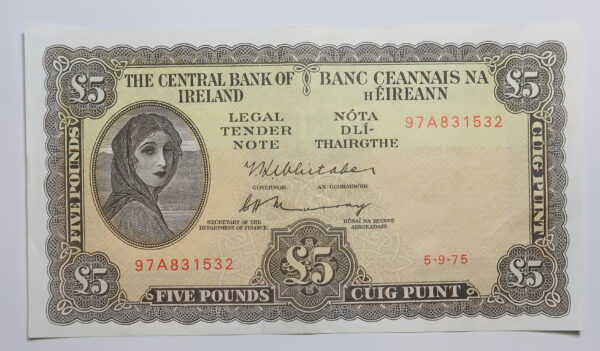 £5
£5
THE CENTRAL BANK OF IRELAND
BANC CEANNAIS NA hÉIREANN
LEGAL TENDER NOTE
NÓTA DLÍ-THAIRGTHE
97A831532
FIVE POUNDS
CUIG PUINT
GOVERNOR.
AN GOBHARNÓIR.
SECRETARY OF THE DEPARTMENT OF FINANCE.
RÚNAÍ NA ROINNE AIRGEADAIS.
97A831532
5·9·75
£5
£5
£5
FIVE POUNDS
CUIG PUINT